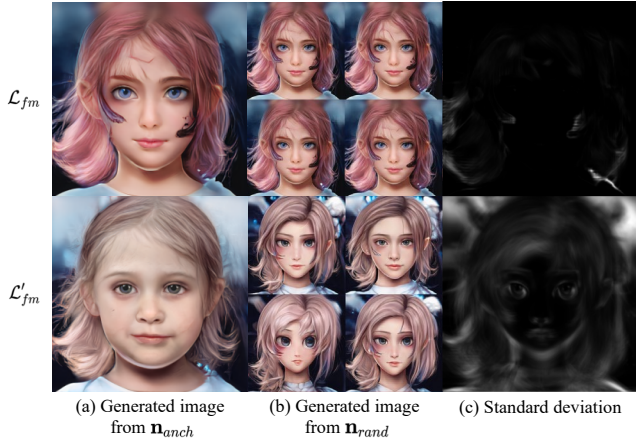 ℒ_fm
ℒ′_fm
(a) Generated image
from n_anch
(b) Generated image
from n_rand
(c) Standard deviation